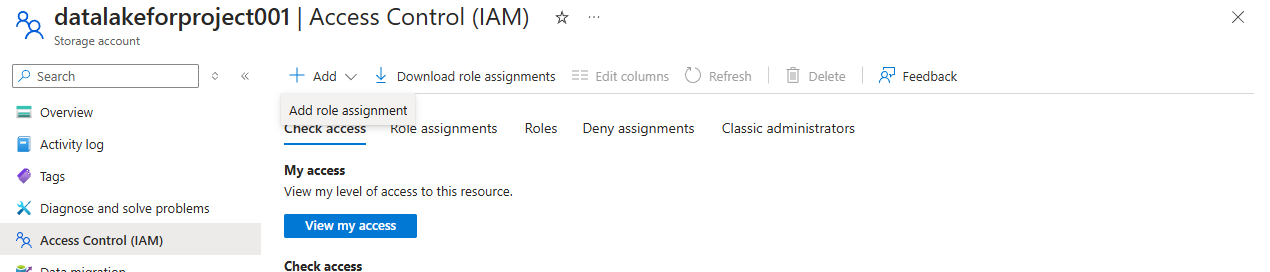 datalakeforproject001 | Access Control (IAM) ☆ ...
Storage account
Search
Add Download role assignments Edit columns Refresh Delete Feedback
Add role assignment
Overview
Activity log
Tags
Diagnose and solve problems
Access Control (IAM)
Data migration
Check access Role assignments Roles Deny assignments Classic administrators
My access
View my level of access to this resource.
View my access
Check access